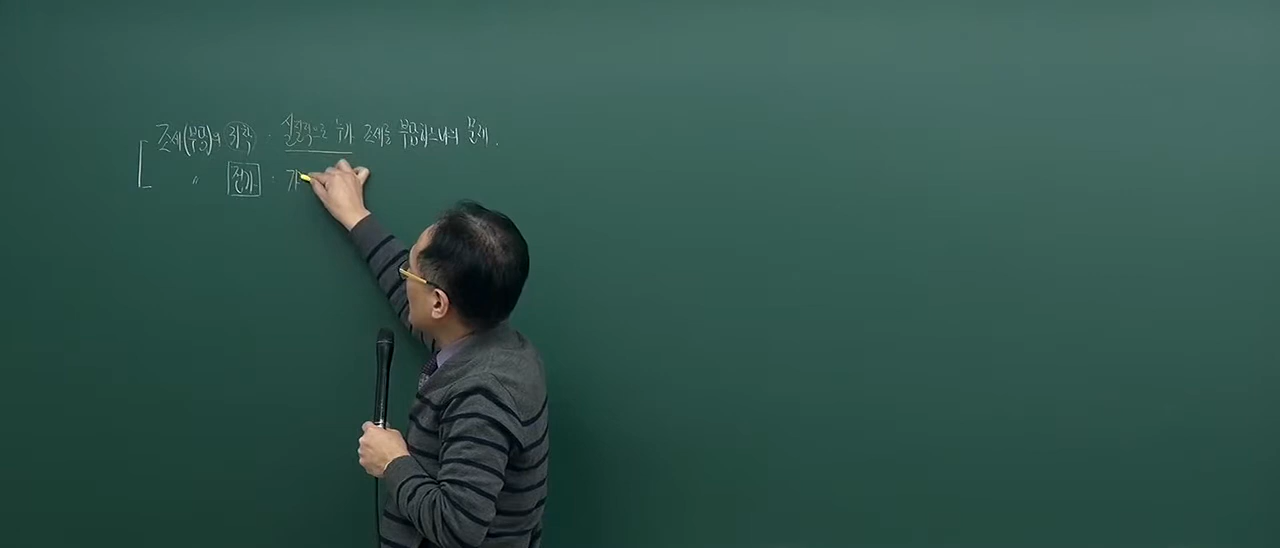 조세(부담)의 귀착 · 실질적으로 누가 조세를 부담하느냐의 문제.
〃 전가 ·